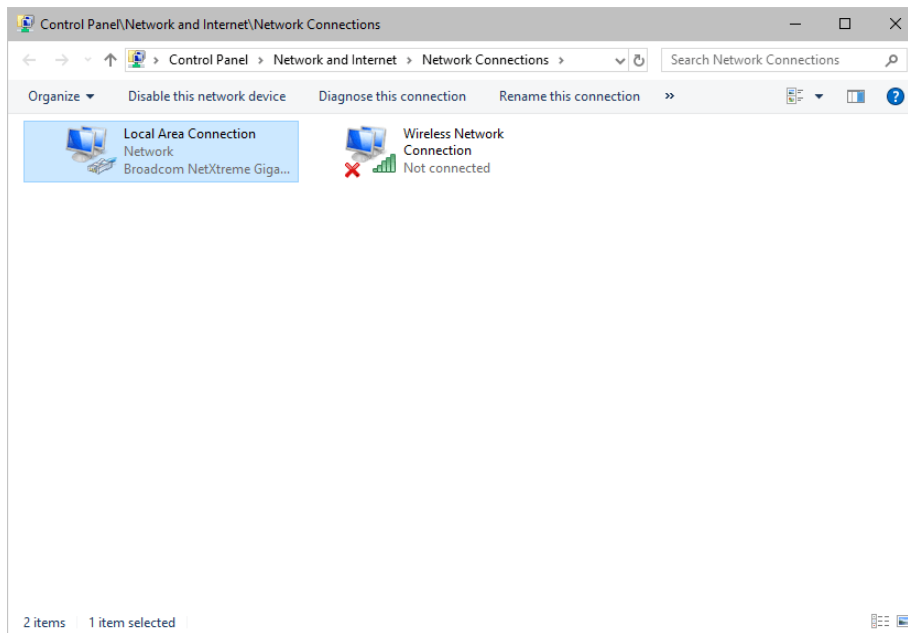 Control Panel\Network and Internet\Network Connections
Control Panel > Network and Internet > Network Connections >
Search Network Connections
Organize
Disable this network device
Diagnose this connection
Rename this connection
»
?
Local Area Connection
Network
Broadcom NetXtreme Giga...
Wireless Network
Connection
Not connected
2 items
1 item selected